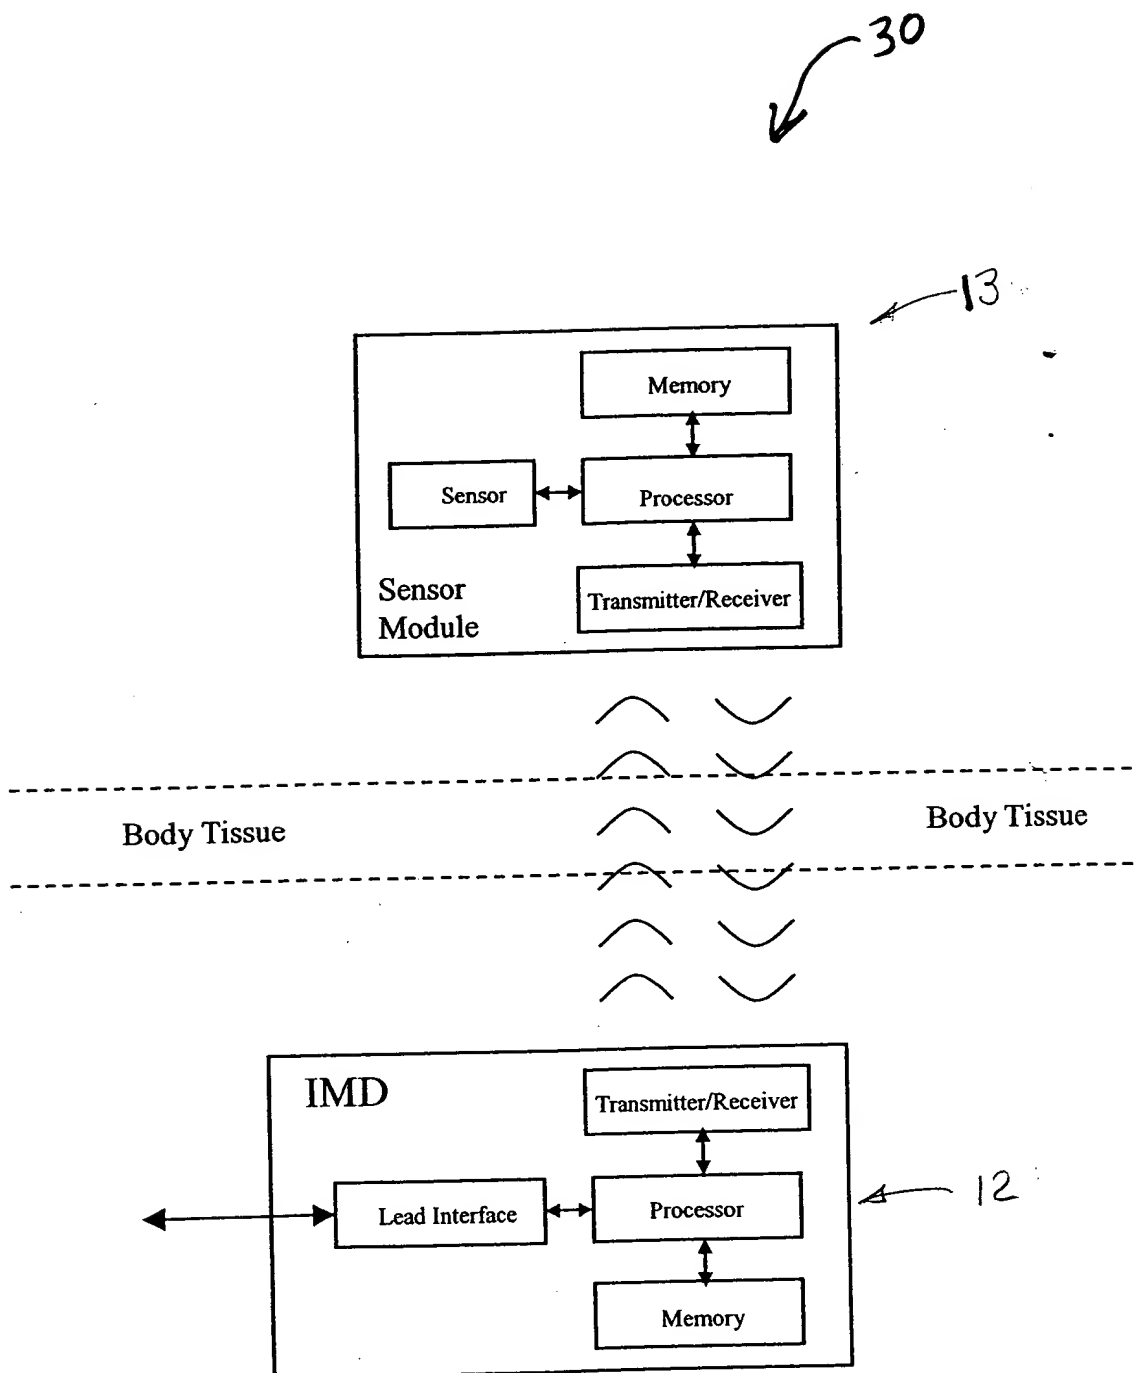 30
13
Memory
Sensor
Processor
Sensor
Module
Transmitter/Receiver
Body Tissue
Body Tissue
IMD
Transmitter/Receiver
Lead Interface
Processor
12
Memory